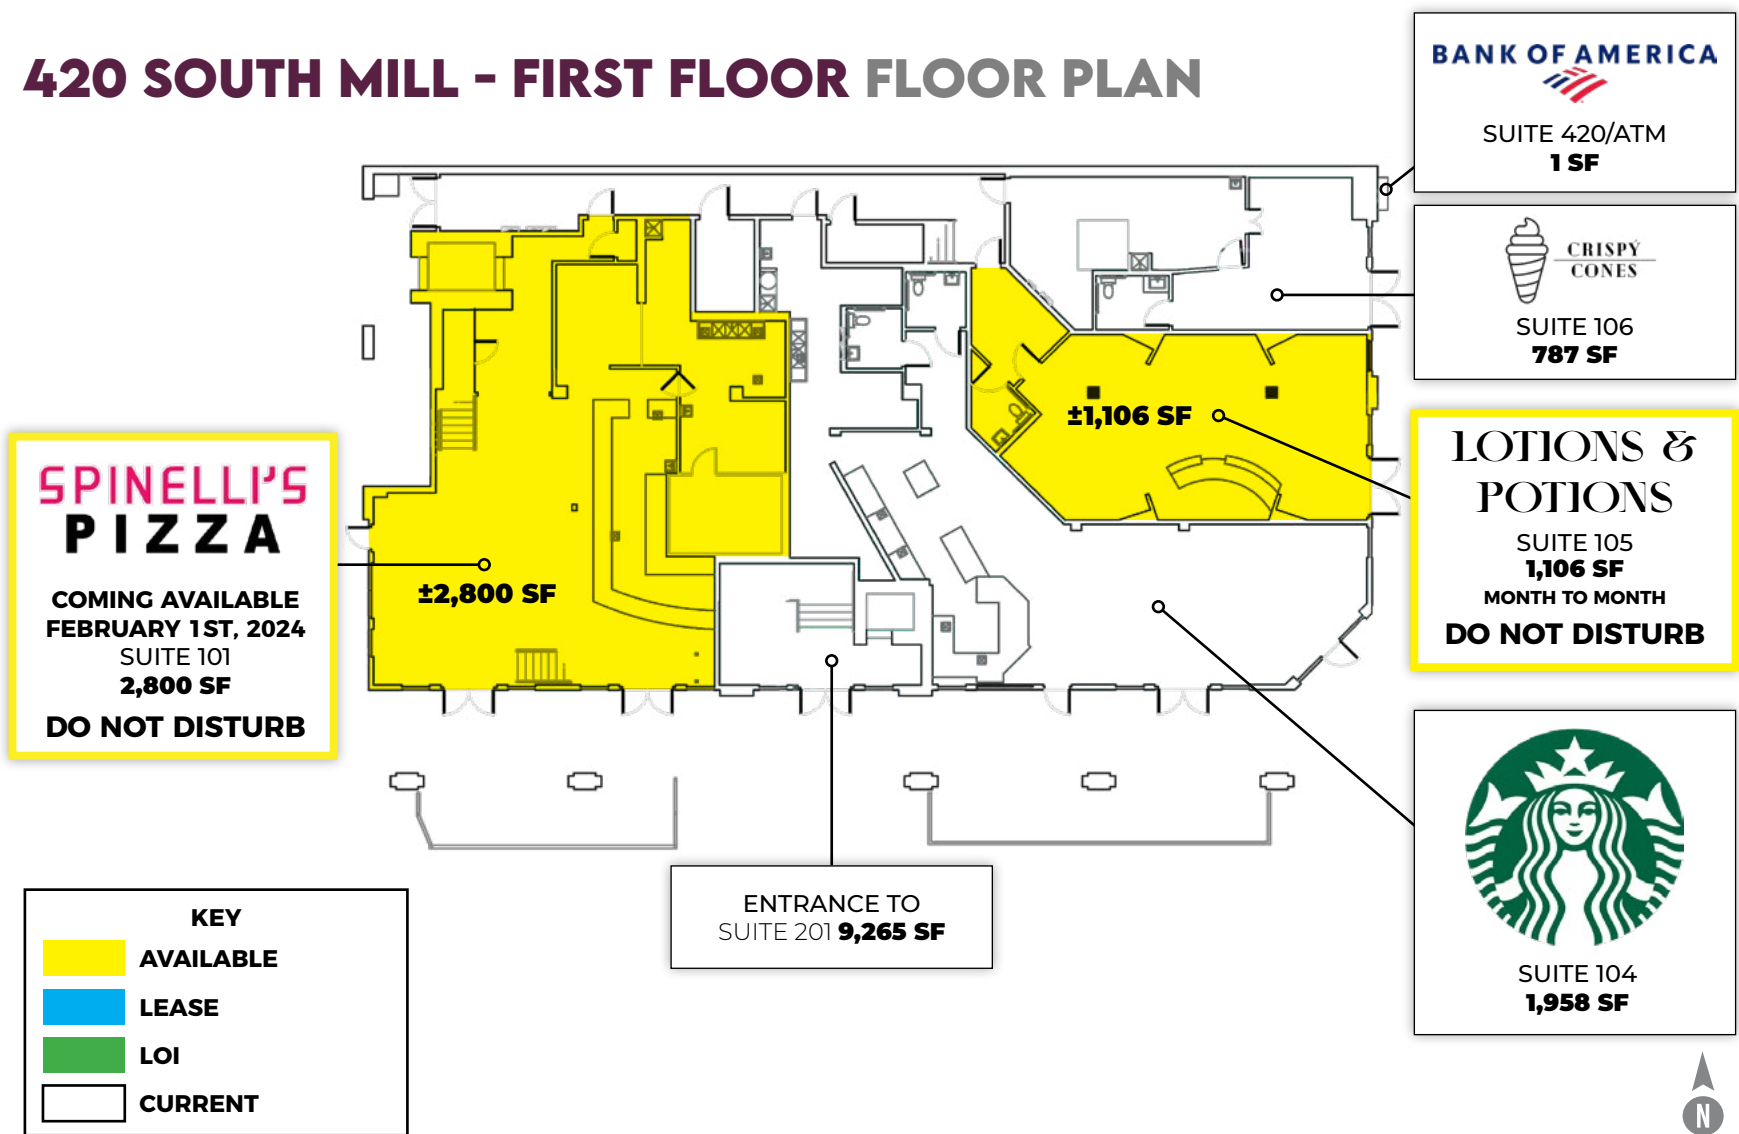 420 SOUTH MILL - FIRST FLOOR FLOOR PLAN
BANK OF AMERICA
SUITE 420/ATM
1 SF
CRISPY
CONES
SUITE 106
787 SF
±1,106 SF
LOTIONS &
POTIONS
SUITE 105
1,106 SF
MONTH TO MONTH
DO NOT DISTURB
SPINELLI'S
PIZZA
COMING AVAILABLE
FEBRUARY 1ST, 2024
SUITE 101
2,800 SF
DO NOT DISTURB
±2,800 SF
SUITE 104
1,958 SF
ENTRANCE TO
SUITE 201 9,265 SF
KEY
AVAILABLE
LEASE
LOI
CURRENT
N